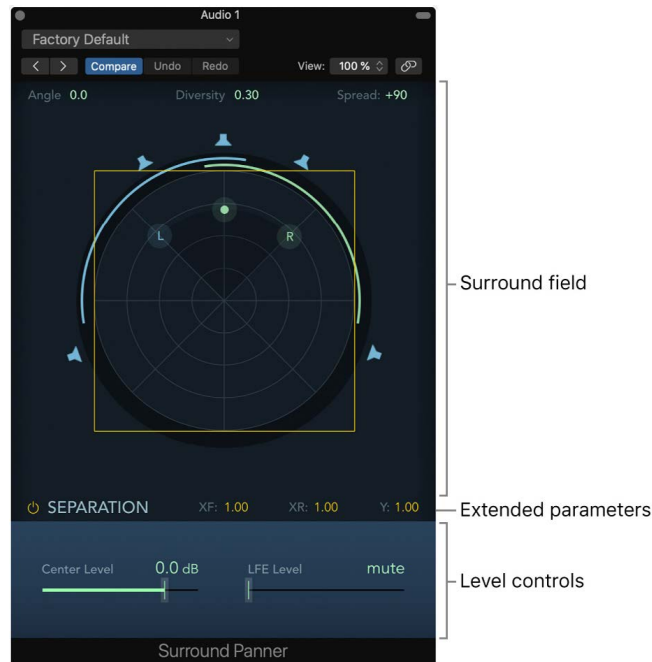 Audio 1
Factory Default
Compare Undo Redo View: 100 %
Angle 0.0 Diversity 0.30 Spread: +90
L R
Surround field
SEPARATION XF: 1.00 XR: 1.00 Y: 1.00
Extended parameters
Center Level 0.0 dB LFE Level mute
Level controls
Surround Panner